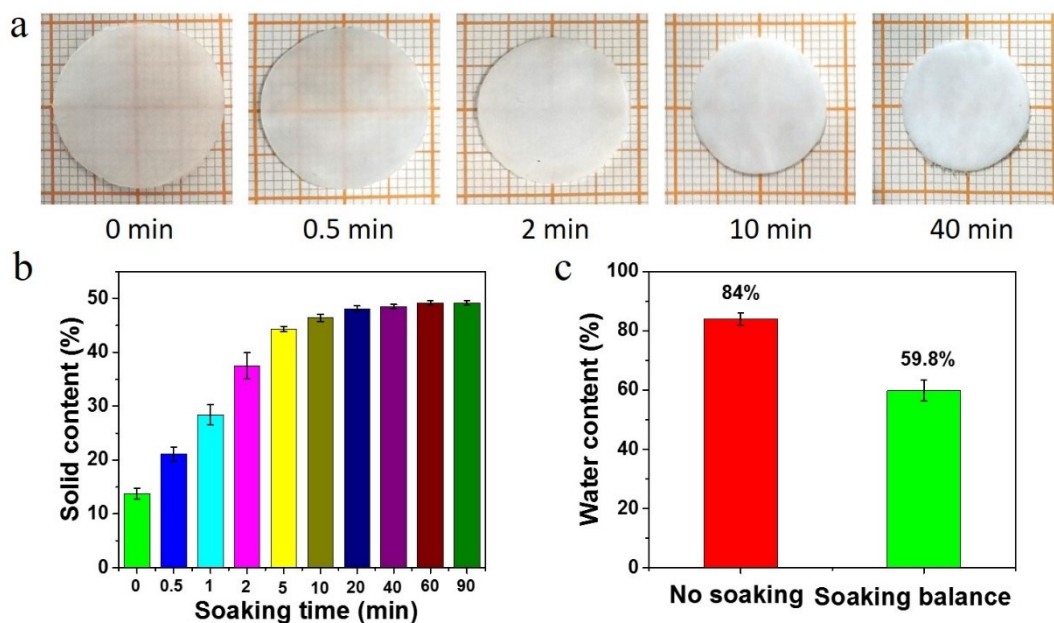 a
0 min
0.5 min
2 min
10 min
40 min
b
Solid content (%)
50
40
30
20
10
0
0
0.5
1
2
5
10
20
40
60
90
Soaking time (min)
c
Water content (%)
100
80
60
40
20
0
84%
59.8%
No soaking
Soaking balance